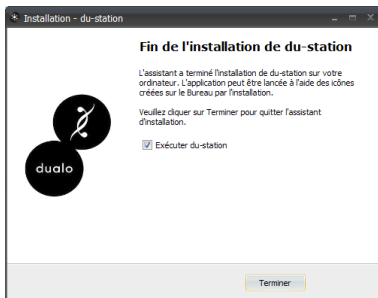 Installation - du-station
Fin de l'installation de du-station
L'assistant a terminé l'installation de du-station sur votre
ordinateur. L'application peut être lancée à l'aide des icônes
créées sur le Bureau par l'installation.
Veuillez cliquer sur Terminer pour quitter l'assistant
d'installation.
Exécuter du-station
dualo
Terminer